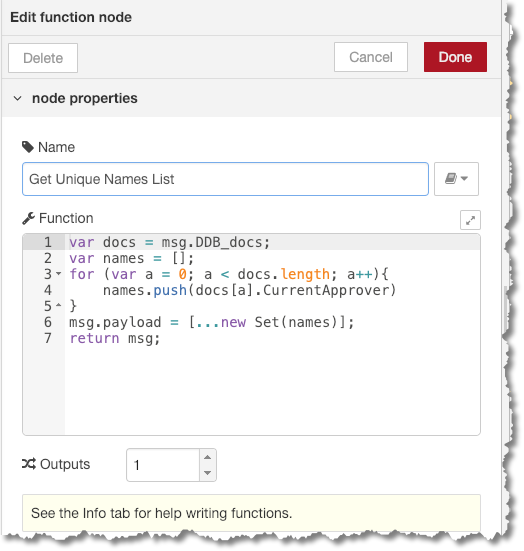 Edit function node
Delete
Cancel
Done
node properties
Name
Get Unique Names List
Function
1 var docs = msg.DDB_docs;
2 var names = [];
3 for (var a = 0; a < docs.length; a++){
4     names.push(docs[a].CurrentApprover)
5 }
6 msg.payload = [...new Set(names)];
7 return msg;
Outputs
1
See the Info tab for help writing functions.